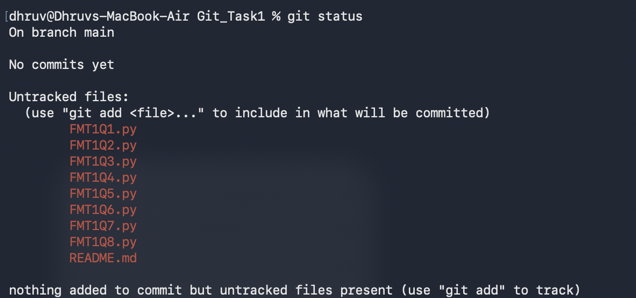 [dhruv@Dhruvs-MacBook-Air Git_Task1 % git status
On branch main
No commits yet
Untracked files:
(use "git add <file>..." to include in what will be committed)
FMT1Q1.py
FMT1Q2.py
FMT1Q3.py
FMT1Q4.py
FMT1Q5.py
FMT1Q6.py
FMT1Q7.py
FMT1Q8.py
README.md
nothing added to commit but untracked files present (use "git add" to track)